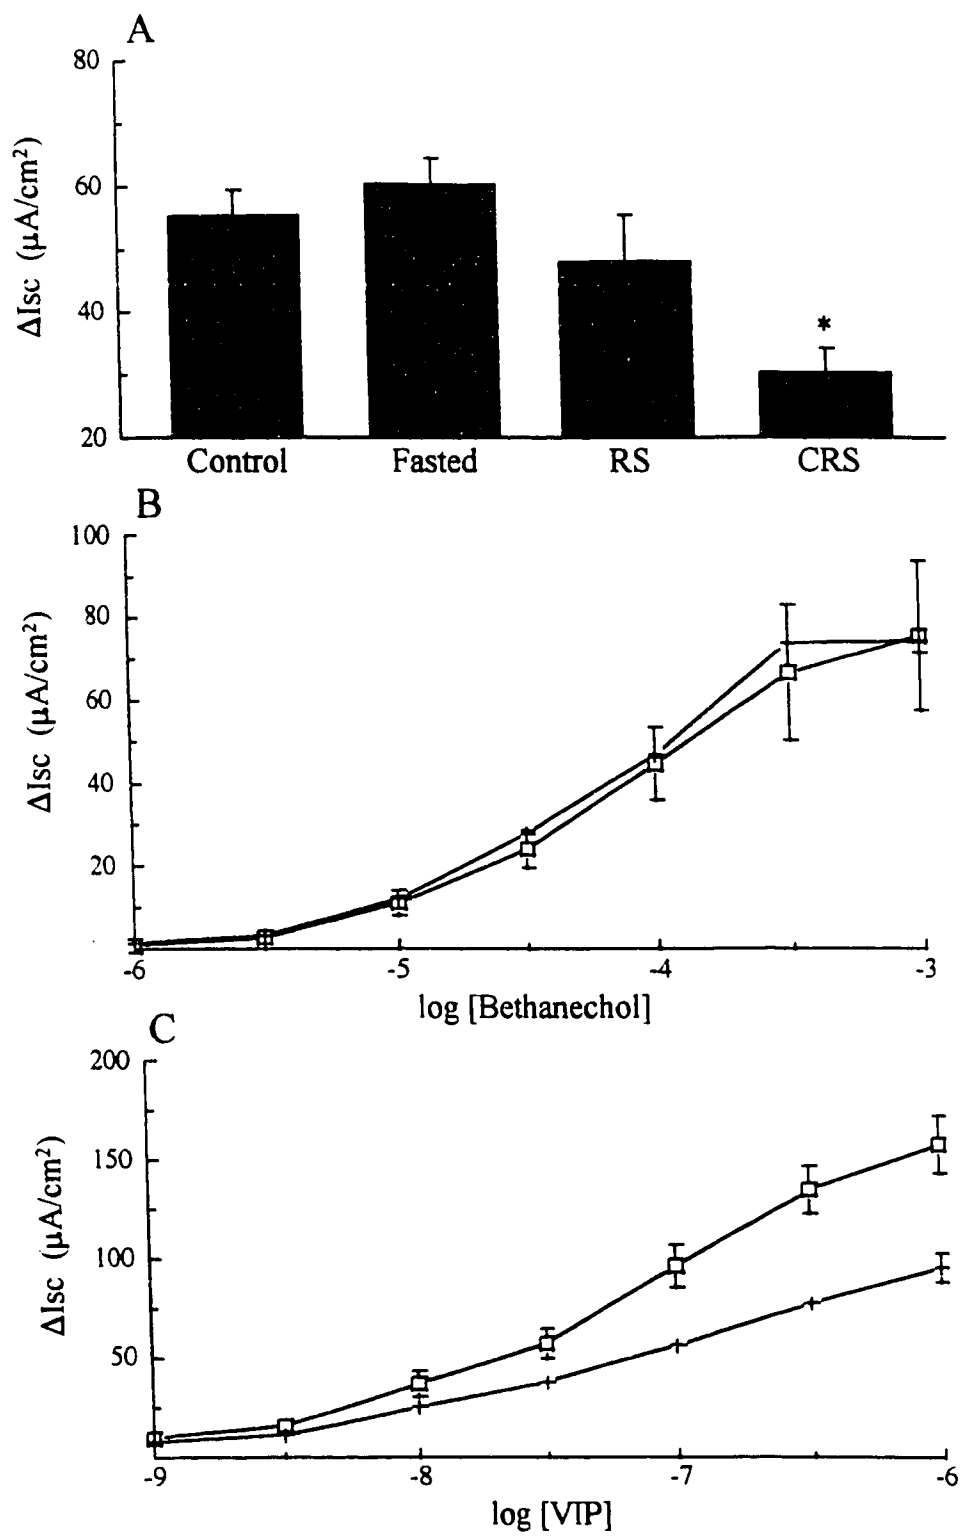 A
80
60
40
20
ΔIsc (µA/cm²)
*
Control Fasted RS CRS
B
100
80
60
40
20
ΔIsc (µA/cm²)
-6 -5 -4 -3
log [Bethanechol]
C
200
150
100
50
ΔIsc (µA/cm²)
-9 -8 -7 -6
log [VIP]